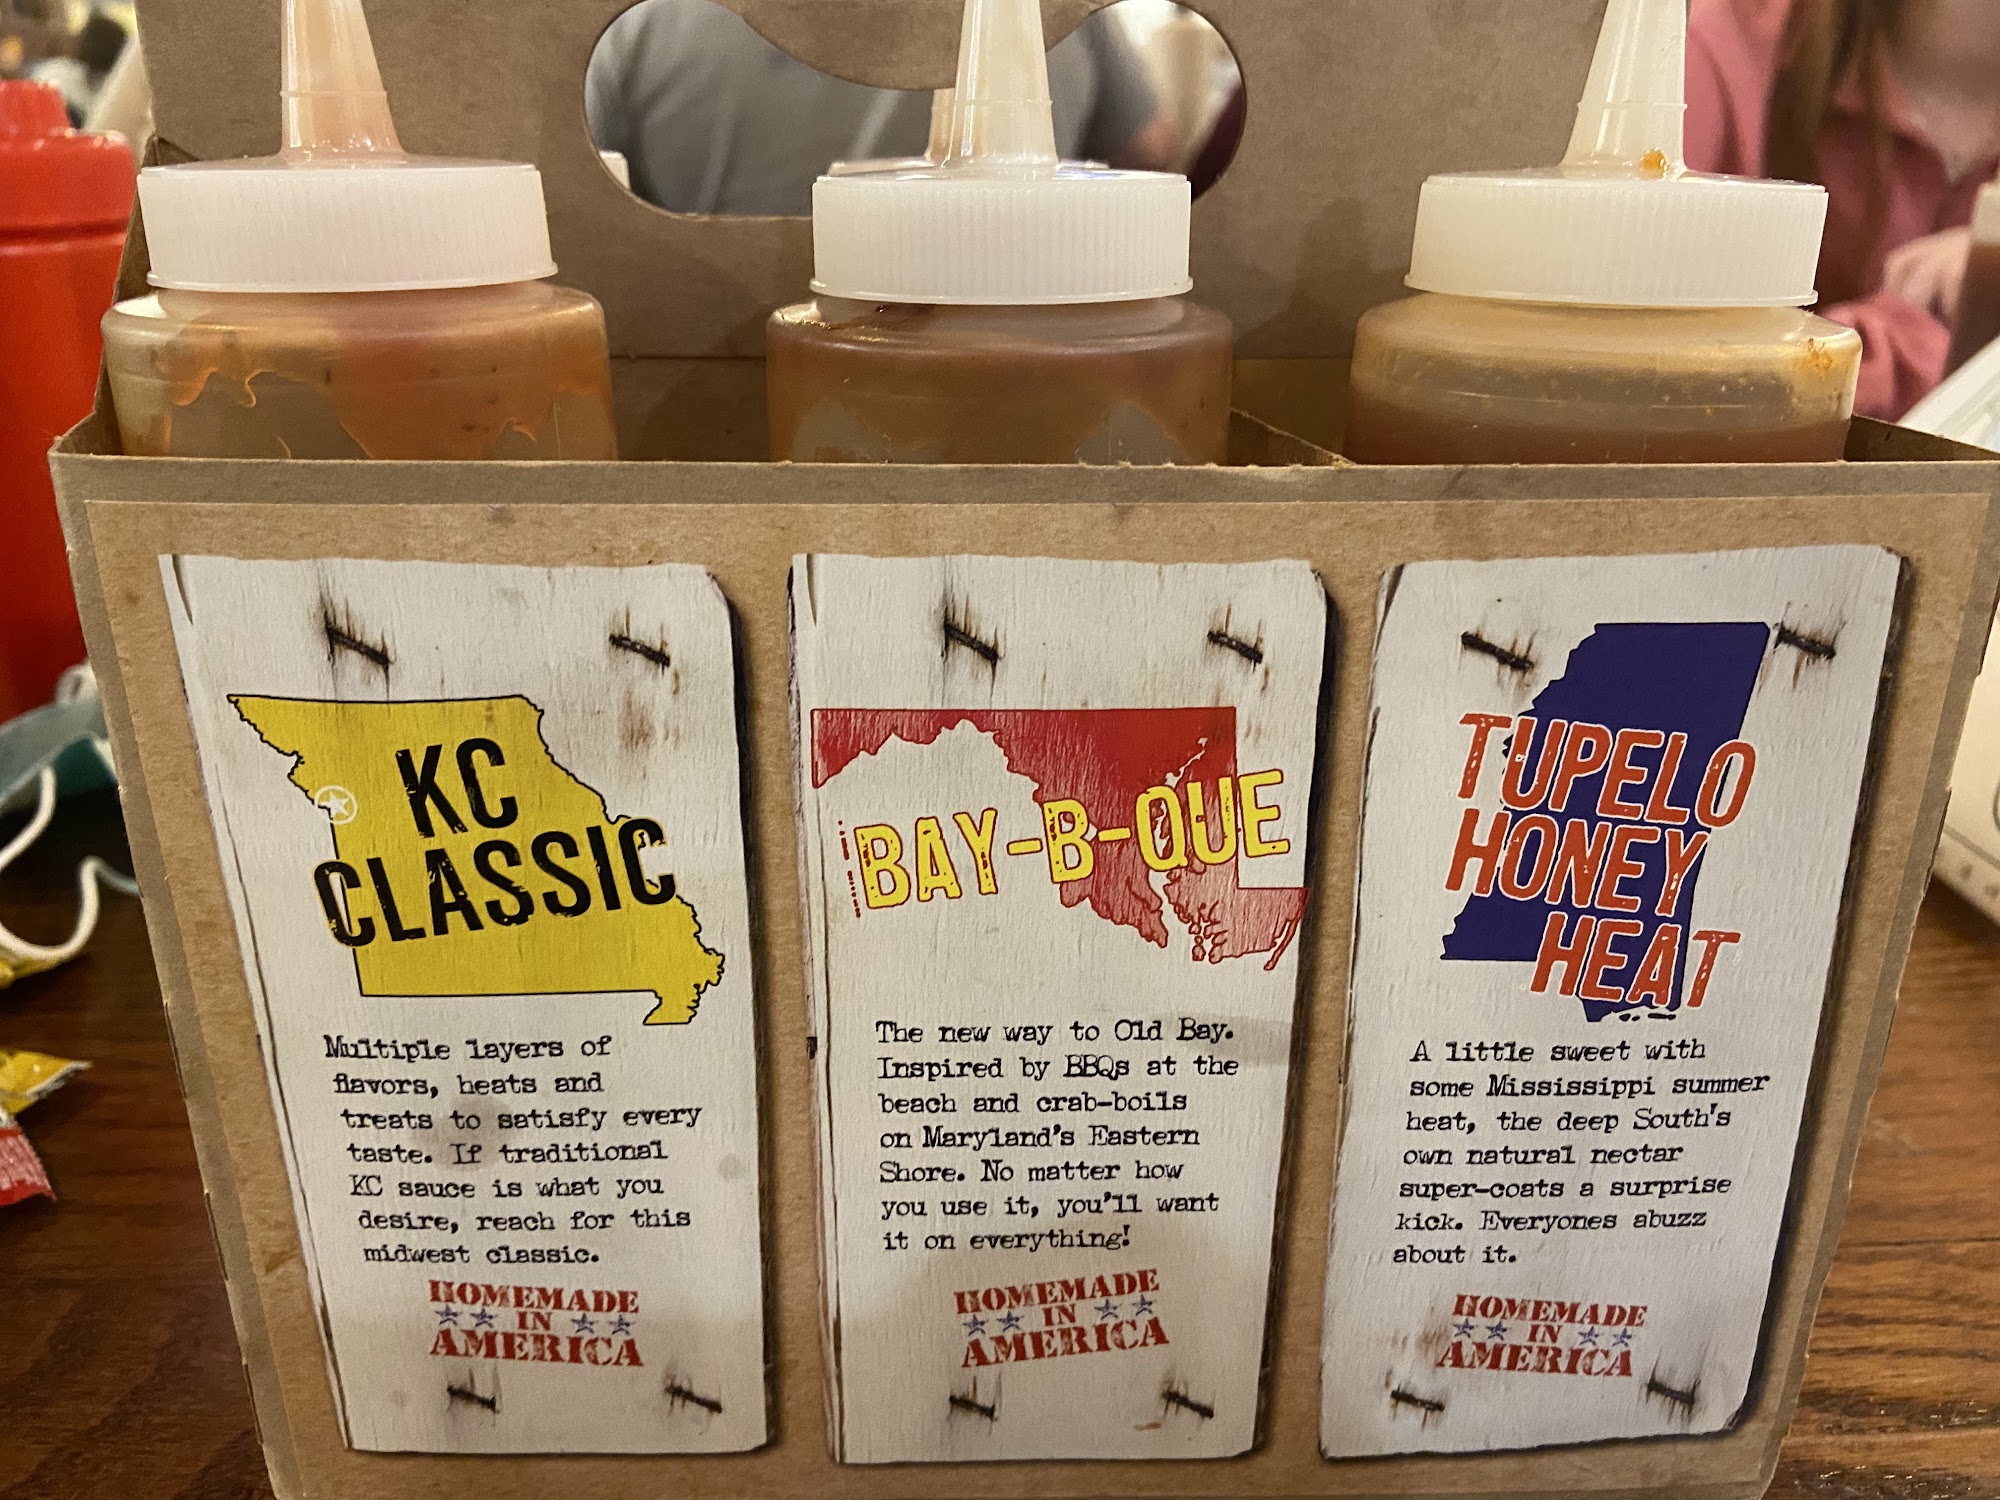 KC
CLASSIC
Multiple layers of
flavors, heats and
treats to satisfy every
taste. If traditional
KC sauce is what you
desire, reach for this
midwest classic.
HOMEMADE
IN
AMERICA
BAY-B-QUE
The new way to Old Bay.
Inspired by BBQs at the
beach and crab-boils
on Maryland's Eastern
Shore. No matter how
you use it, you'll want
it on everything!
HOMEMADE
IN
AMERICA
TUPELO
HONEY
HEAT
A little sweet with
some Mississippi summer
heat, the deep South's
own natural nectar
super-coats a surprise
kick. Everyones abuzz
about it.
HOMEMADE
IN
AMERICA